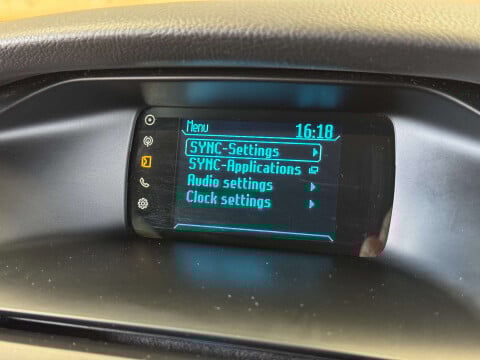 Menu 16:18
SYNC-Settings
SYNC-Applications
Audio settings
Clock settings